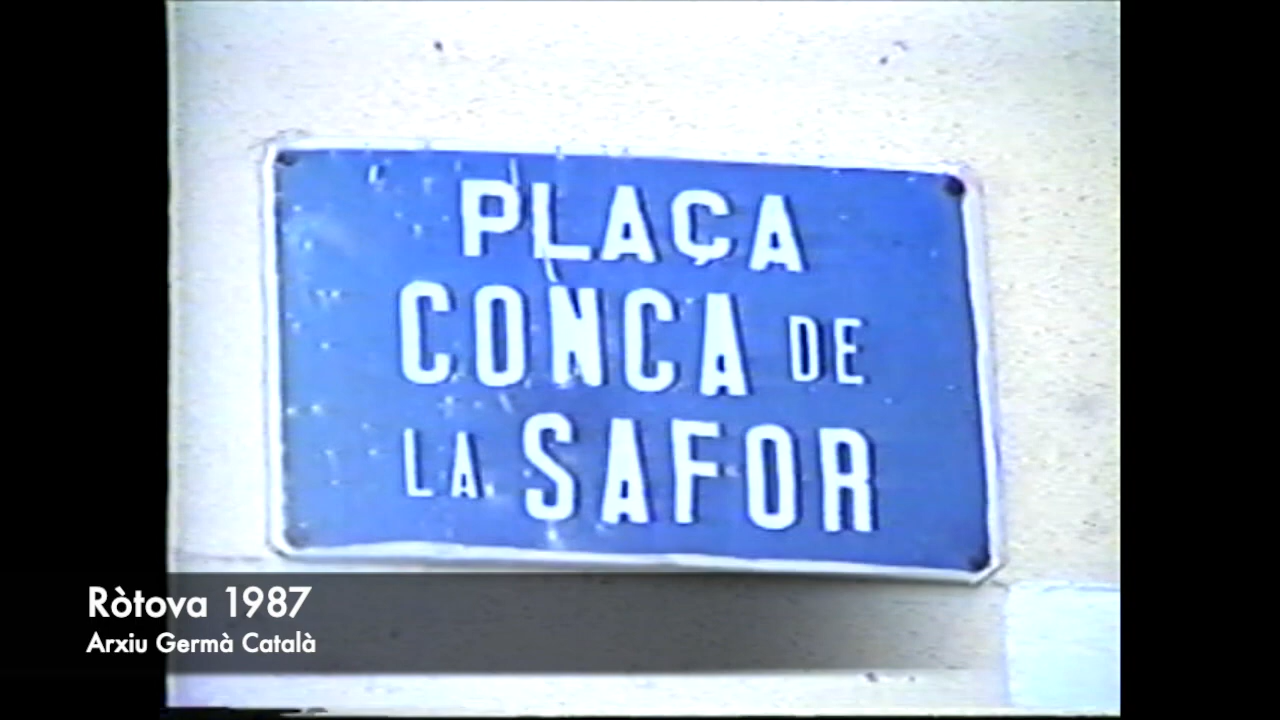 PLAÇA
CONCA DE
LA SAFOR
Ròtova 1987
Arxiu Germà Català